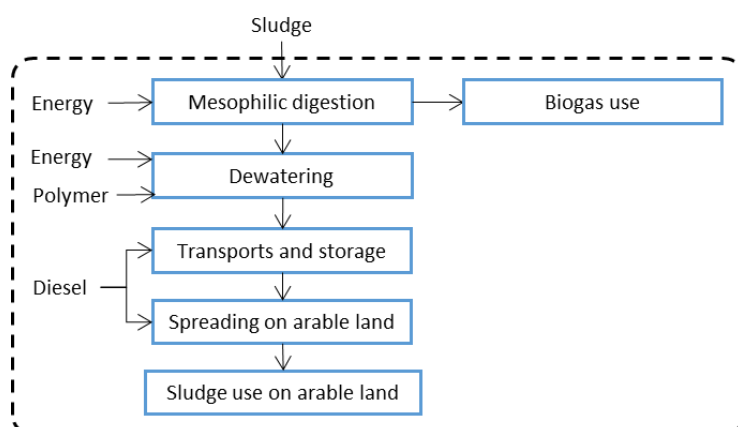 Sludge
Energy
Mesophilic digestion
Biogas use
Energy
Dewatering
Polymer
Transports and storage
Diesel
Spreading on arable land
Sludge use on arable land